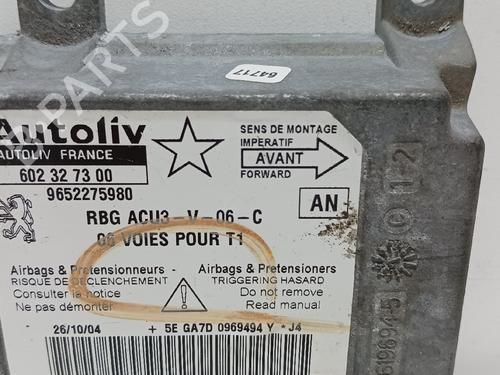 64717
Autoliv
AUTOLIV FRANCE
602 32 73 00
9652275980
SENS DE MONTAGE
IMPERATIF
AVANT
FORWARD
AN
RBG ACU3-V-06-C
06 VOIES POUR T1
Airbags & Pretensionneurs - Airbags & Pretensioners
RISQUE DE DECLENCHEMENT
TRIGGERING HASARD
Consulter la notice
Do not remove
Ne pas démonter
Read manual
26/10/04 + 5E GA7D 0969494 Y *J4
12